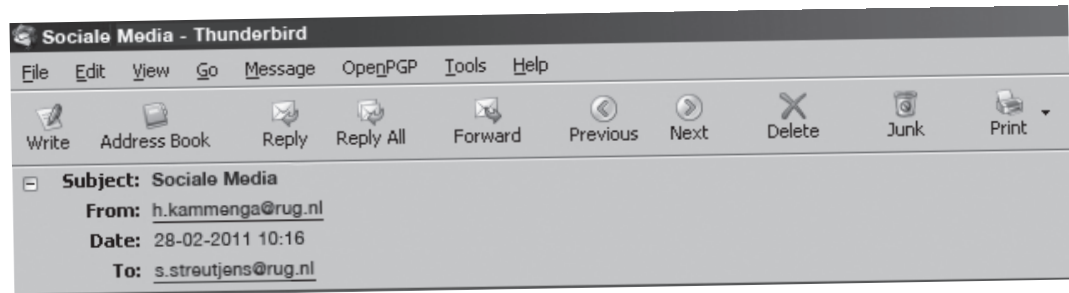 Sociale Media - Thunderbird
File Edit View Go Message OpenPGP Tools Help
Write Address Book Reply Reply All Forward Previous Next Delete Junk Print
Subject: Sociale Media
From: h.kammenga@rug.nl
Date: 28-02-2011 10:16
To: s.streutjens@rug.nl